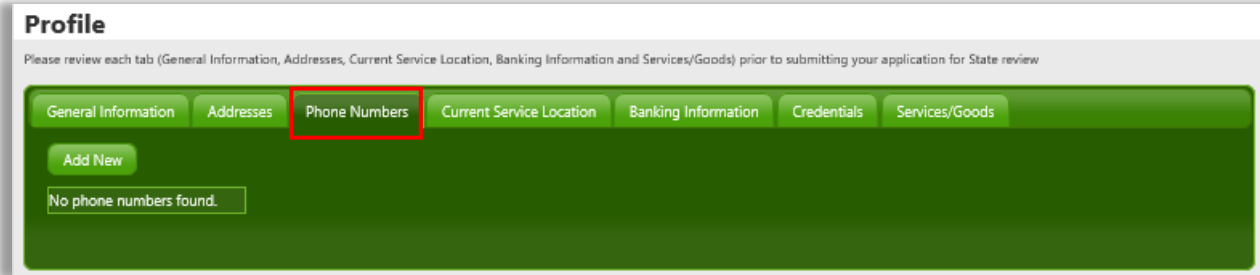 Profile
Please review each tab (General Information, Addresses, Current Service Location, Banking Information and Services/Goods) prior to submitting your application for State review
General Information Addresses Phone Numbers Current Service Location Banking Information Credentials Services/Goods
Add New
No phone numbers found.